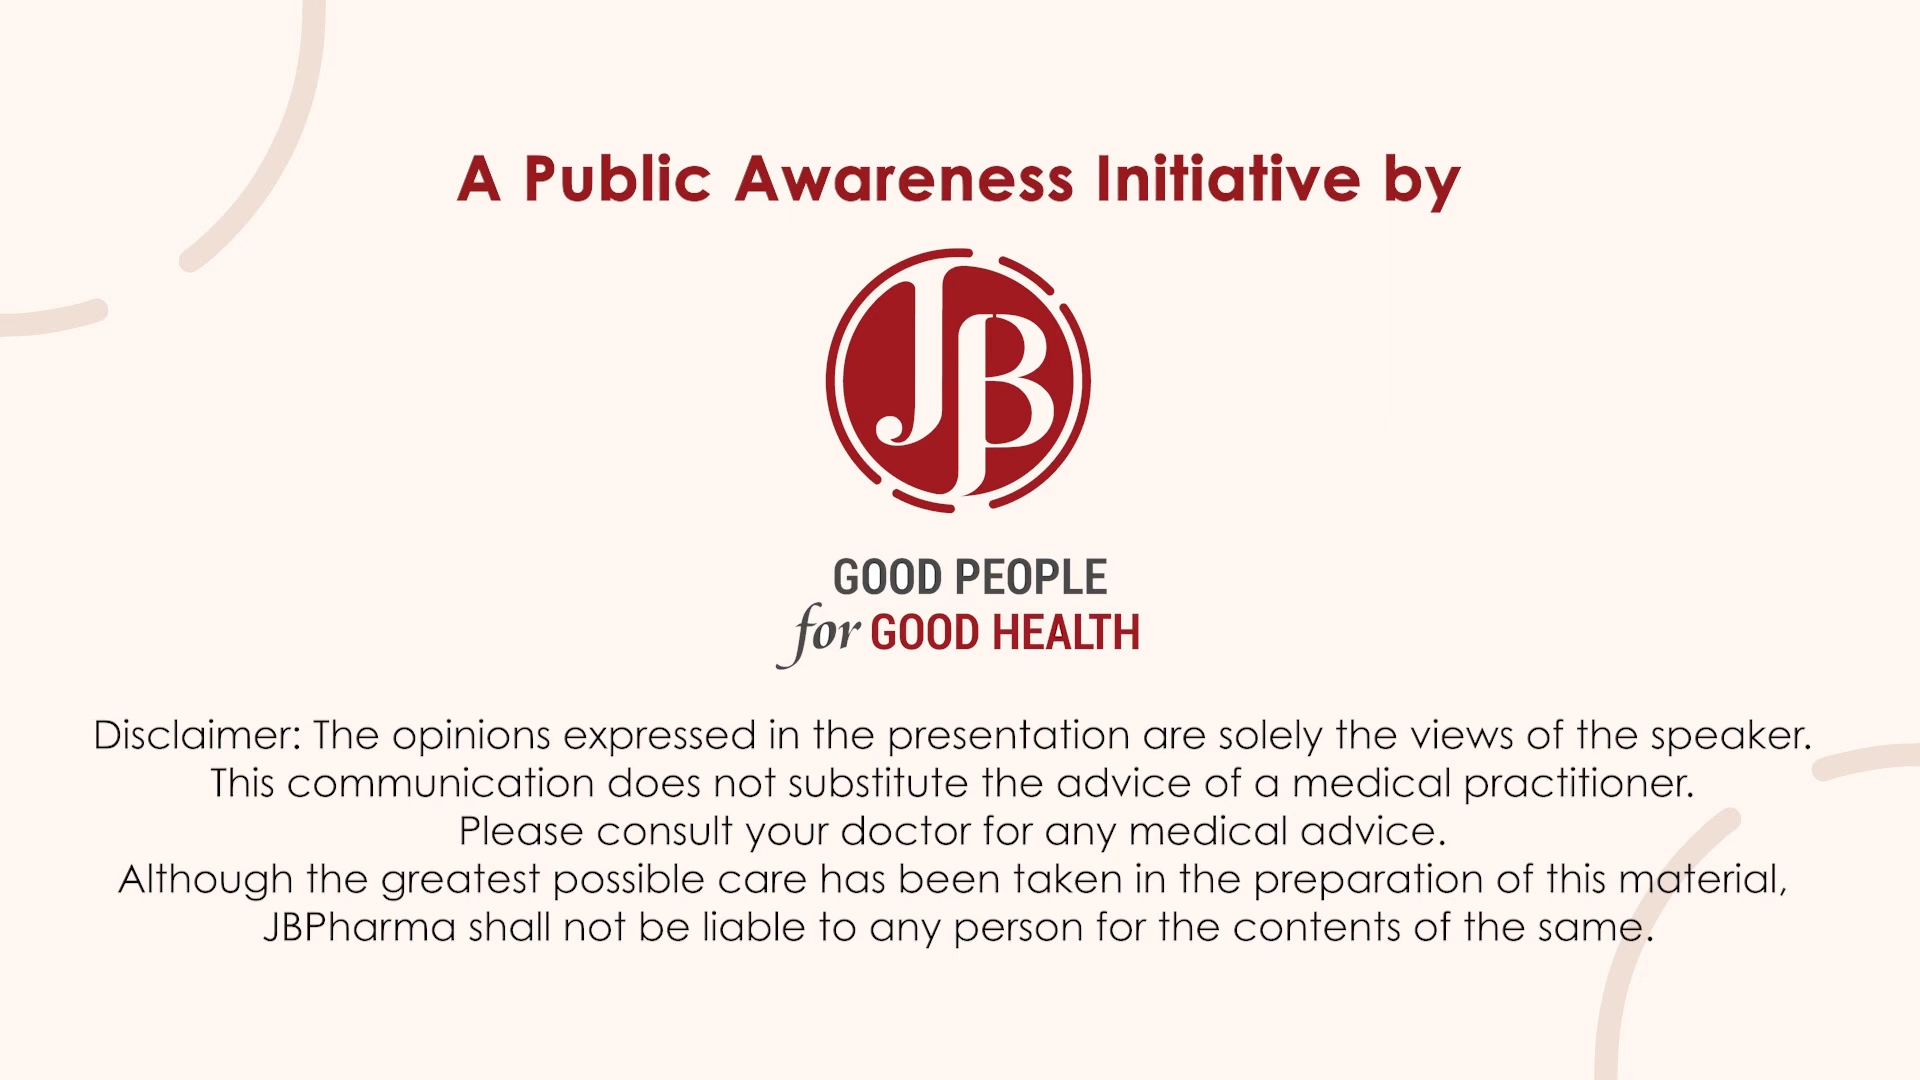 A Public Awareness Initiative by
JB
GOOD PEOPLE
for GOOD HEALTH
Disclaimer: The opinions expressed in the presentation are solely the views of the speaker.
This communication does not substitute the advice of a medical practitioner.
Please consult your doctor for any medical advice.
Although the greatest possible care has been taken in the preparation of this material,
JBPharma shall not be liable to any person for the contents of the same.